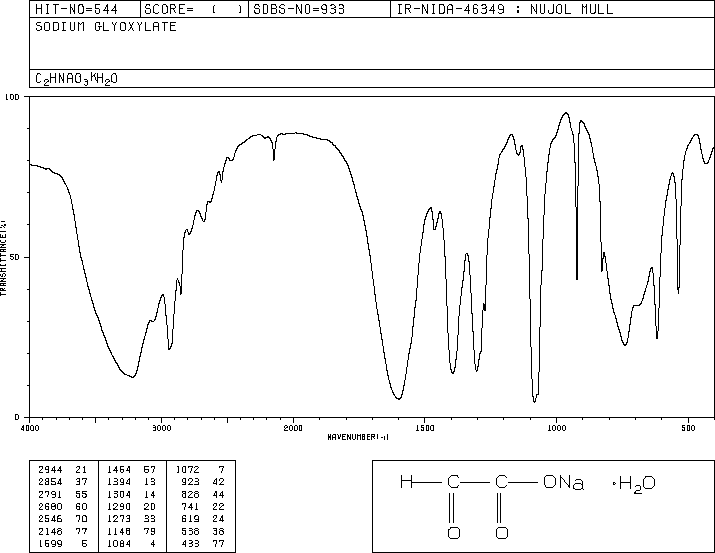 HIT-NO=544 SCORE= ( ) SDBS-NO=933 IR-NIDA-46349 : NUJOL MULL
SODIUM GLYOXYLATE
C2HNAO3*H2O
100
50
0
TRANSMITTANCE(%)
4000 3000 2000 1500 1000 500
WAVENUMBER(-1)
2944 21 1464 57 1072 7
2854 37 1394 13 923 42
2791 55 1304 14 828 44
2680 60 1290 20 741 22
2546 70 1273 33 619 24
2148 77 1148 79 538 38
1599 5 1084 4 433 77
H C C ONa ·H2O
O O